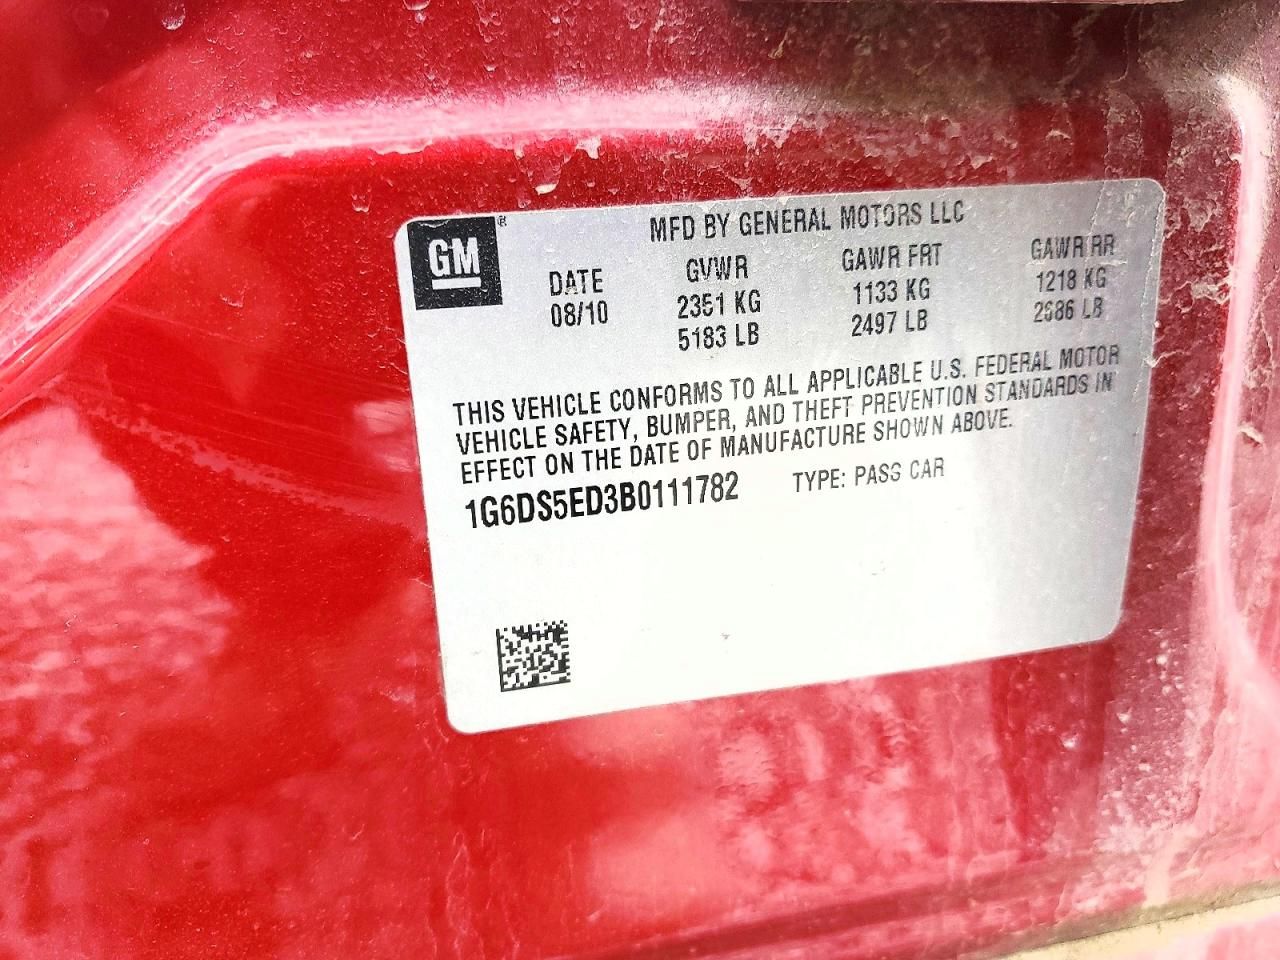 GM®
MFD BY GENERAL MOTORS LLC
DATE GVWR GAWR FRT GAWR RR
08/10 2351 KG 1133 KG 1218 KG
5183 LB 2497 LB 2686 LB
THIS VEHICLE CONFORMS TO ALL APPLICABLE U.S. FEDERAL MOTOR
VEHICLE SAFETY, BUMPER, AND THEFT PREVENTION STANDARDS IN
EFFECT ON THE DATE OF MANUFACTURE SHOWN ABOVE.
1G6DS5ED3B0111782 TYPE: PASS CAR